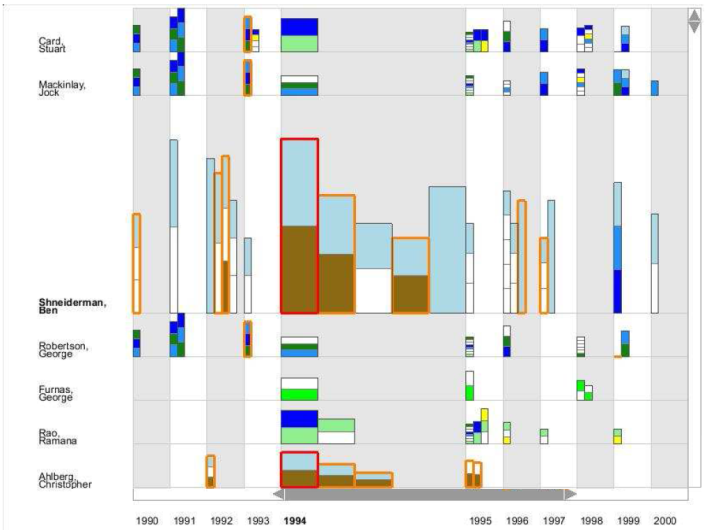 Card,
Stuart
Mackinlay,
Jock
Shneiderman,
Ben
Robertson,
George
Furnas,
George
Rao,
Ramana
Ahlberg,
Christopher
1990 1991 1992 1993 1994 1995 1996 1997 1998 1999 2000